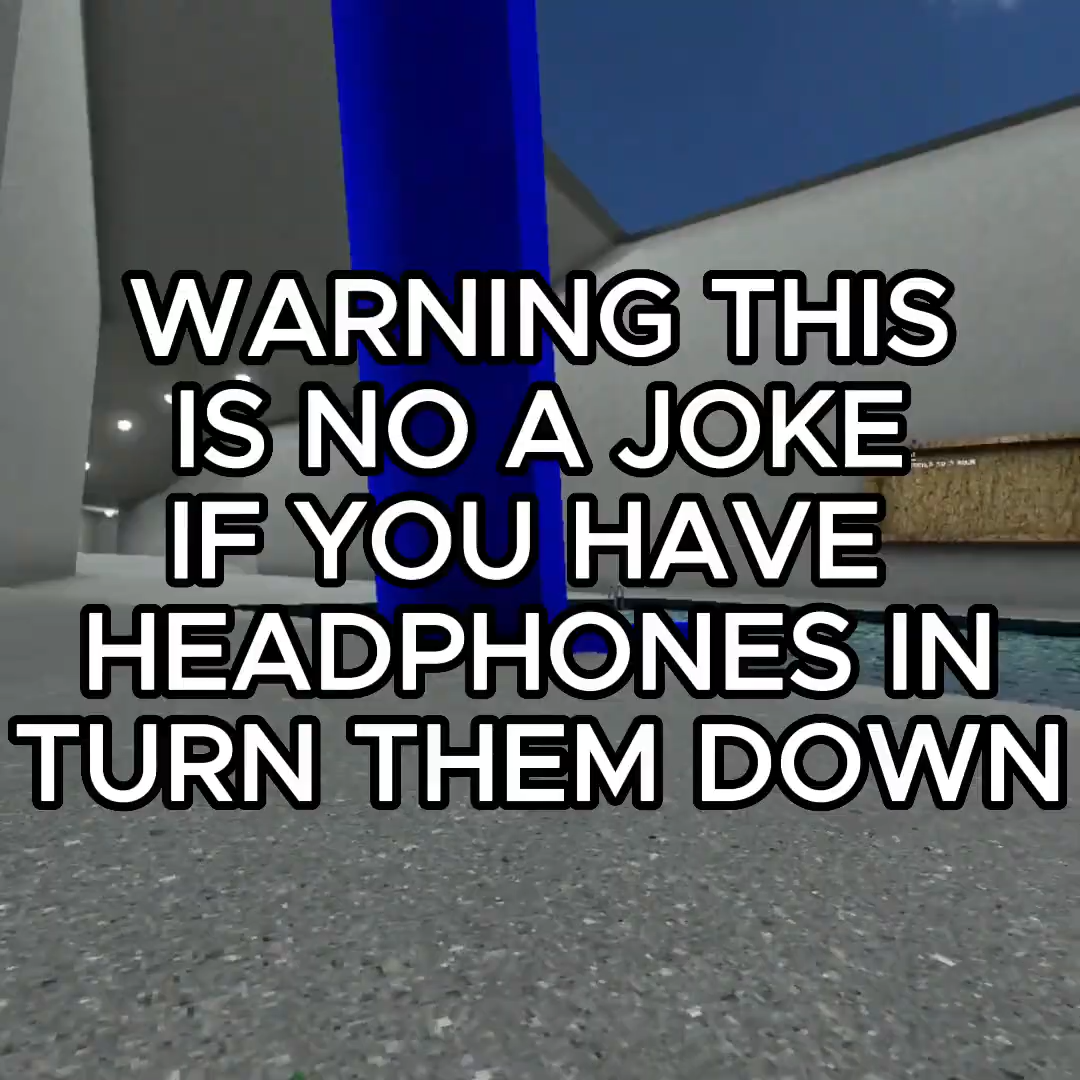 WARNING THIS
IS NO A JOKE
IF YOU HAVE
HEADPHONES IN
TURN THEM DOWN